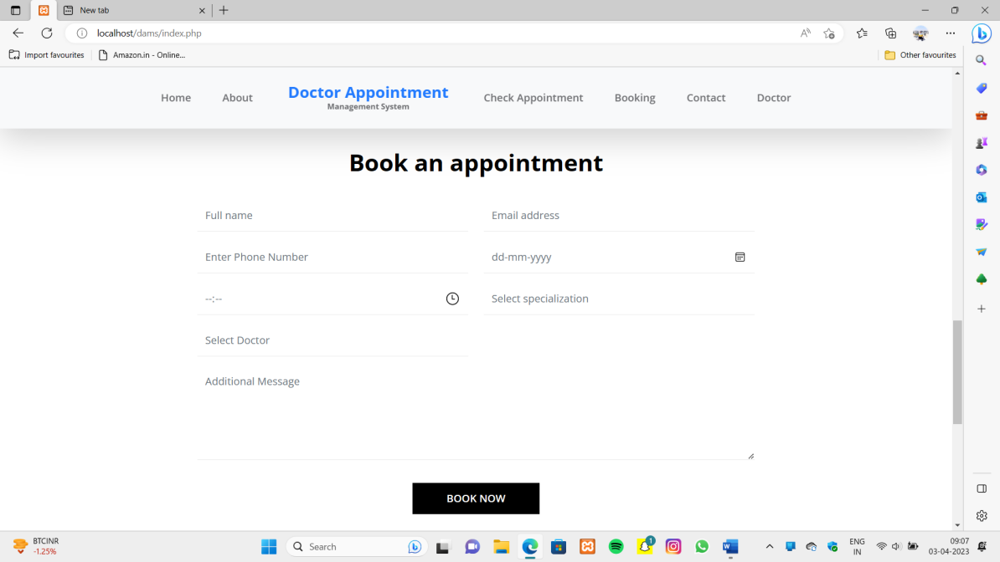 New tab
localhost/dams/index.php
Import favourites
Amazon.in - Online...
Other favourites
Home
About
Doctor Appointment
Management System
Check Appointment
Booking
Contact
Doctor
Book an appointment
Full name
Email address
Enter Phone Number
dd-mm-yyyy
--:--
Select specialization
Select Doctor
Additional Message
BOOK NOW
BTCINR
-1.25%
Search
1
ENG
IN
09:07
03-04-2023